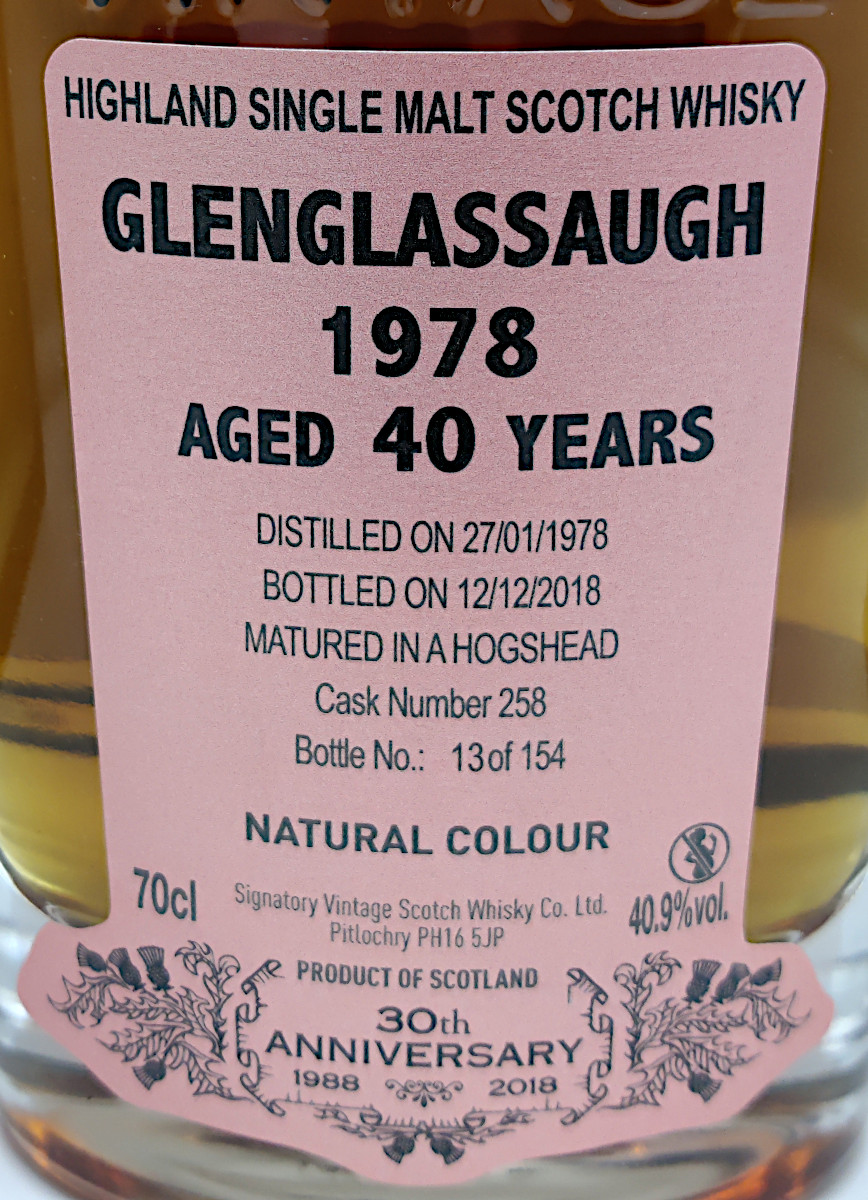 HIGHLAND SINGLE MALT SCOTCH WHISKY
GLENGLASSAUGH
1978
AGED 40 YEARS
DISTILLED ON 27/01/1978
BOTTLED ON 12/12/2018
MATURED IN A HOGSHEAD
Cask Number 258
Bottle No.: 13 of 154
NATURAL COLOUR
70cl
Signatory Vintage Scotch Whisky Co. Ltd.
40.9%vol.
Pitlochry PH16 5JP
PRODUCT OF SCOTLAND
30th
ANNIVERSARY
1988 2018